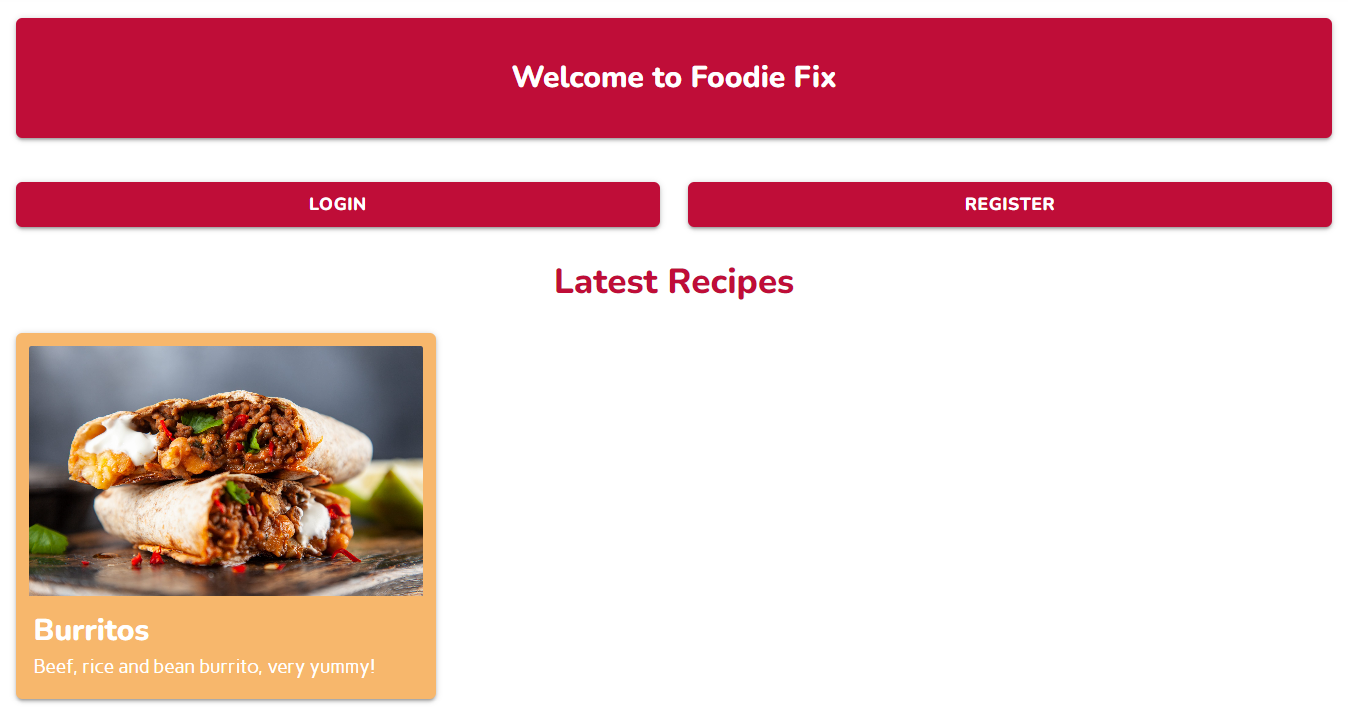 Welcome to Foodie Fix
LOGIN
REGISTER
Latest Recipes
Burritos
Beef, rice and bean burrito, very yummy!